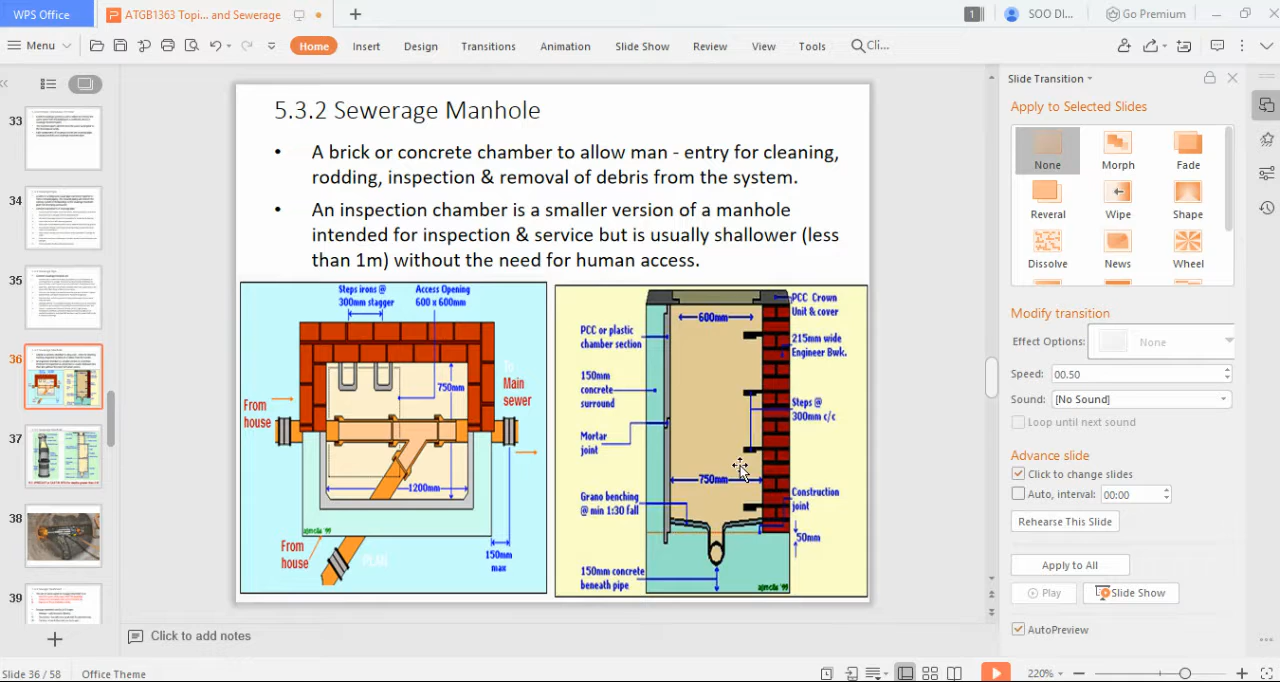 WPS Office
ATGB1363 Topi... and Sewerage
1
SOO DI...
Go Premium
Menu
Home
Insert
Design
Transitions
Animation
Slide Show
Review
View
Tools
Cli...
33
34
35
36
37
38
39
5.3.2 Sewerage Manhole
• A brick or concrete chamber to allow man - entry for cleaning,
rodding, inspection & removal of debris from the system.
• An inspection chamber is a smaller version of a manhole
intended for inspection & service but is usually shallower (less
than 1m) without the need for human access.
Steps irons @
300mm stagger
Access Opening
600 x 600mm
750mm
Main
sewer
From
house
1200mm
From
house
PLAN
150mm
max
PCC Crown
Unit & cover
600mm
PCC or plastic
chamber section
215mm wide
Engineer Bwk.
150mm
concrete
surround
Steps @
300mm c/c
Mortar
joint
750mm
Grano benching
@ min 1:30 fall
Construction
joint
50mm
150mm concrete
beneath pipe
Click to add notes
Slide 36 / 58
Office Theme
220%
Slide Transition
Apply to Selected Slides
None
Morph
Fade
Reveral
Wipe
Shape
Dissolve
News
Wheel
Modify transition
Effect Options:
None
Speed:
00.50
Sound:
[No Sound]
Loop until next sound
Advance slide
Click to change slides
Auto, interval:
00:00
Rehearse This Slide
Apply to All
Play
Slide Show
AutoPreview